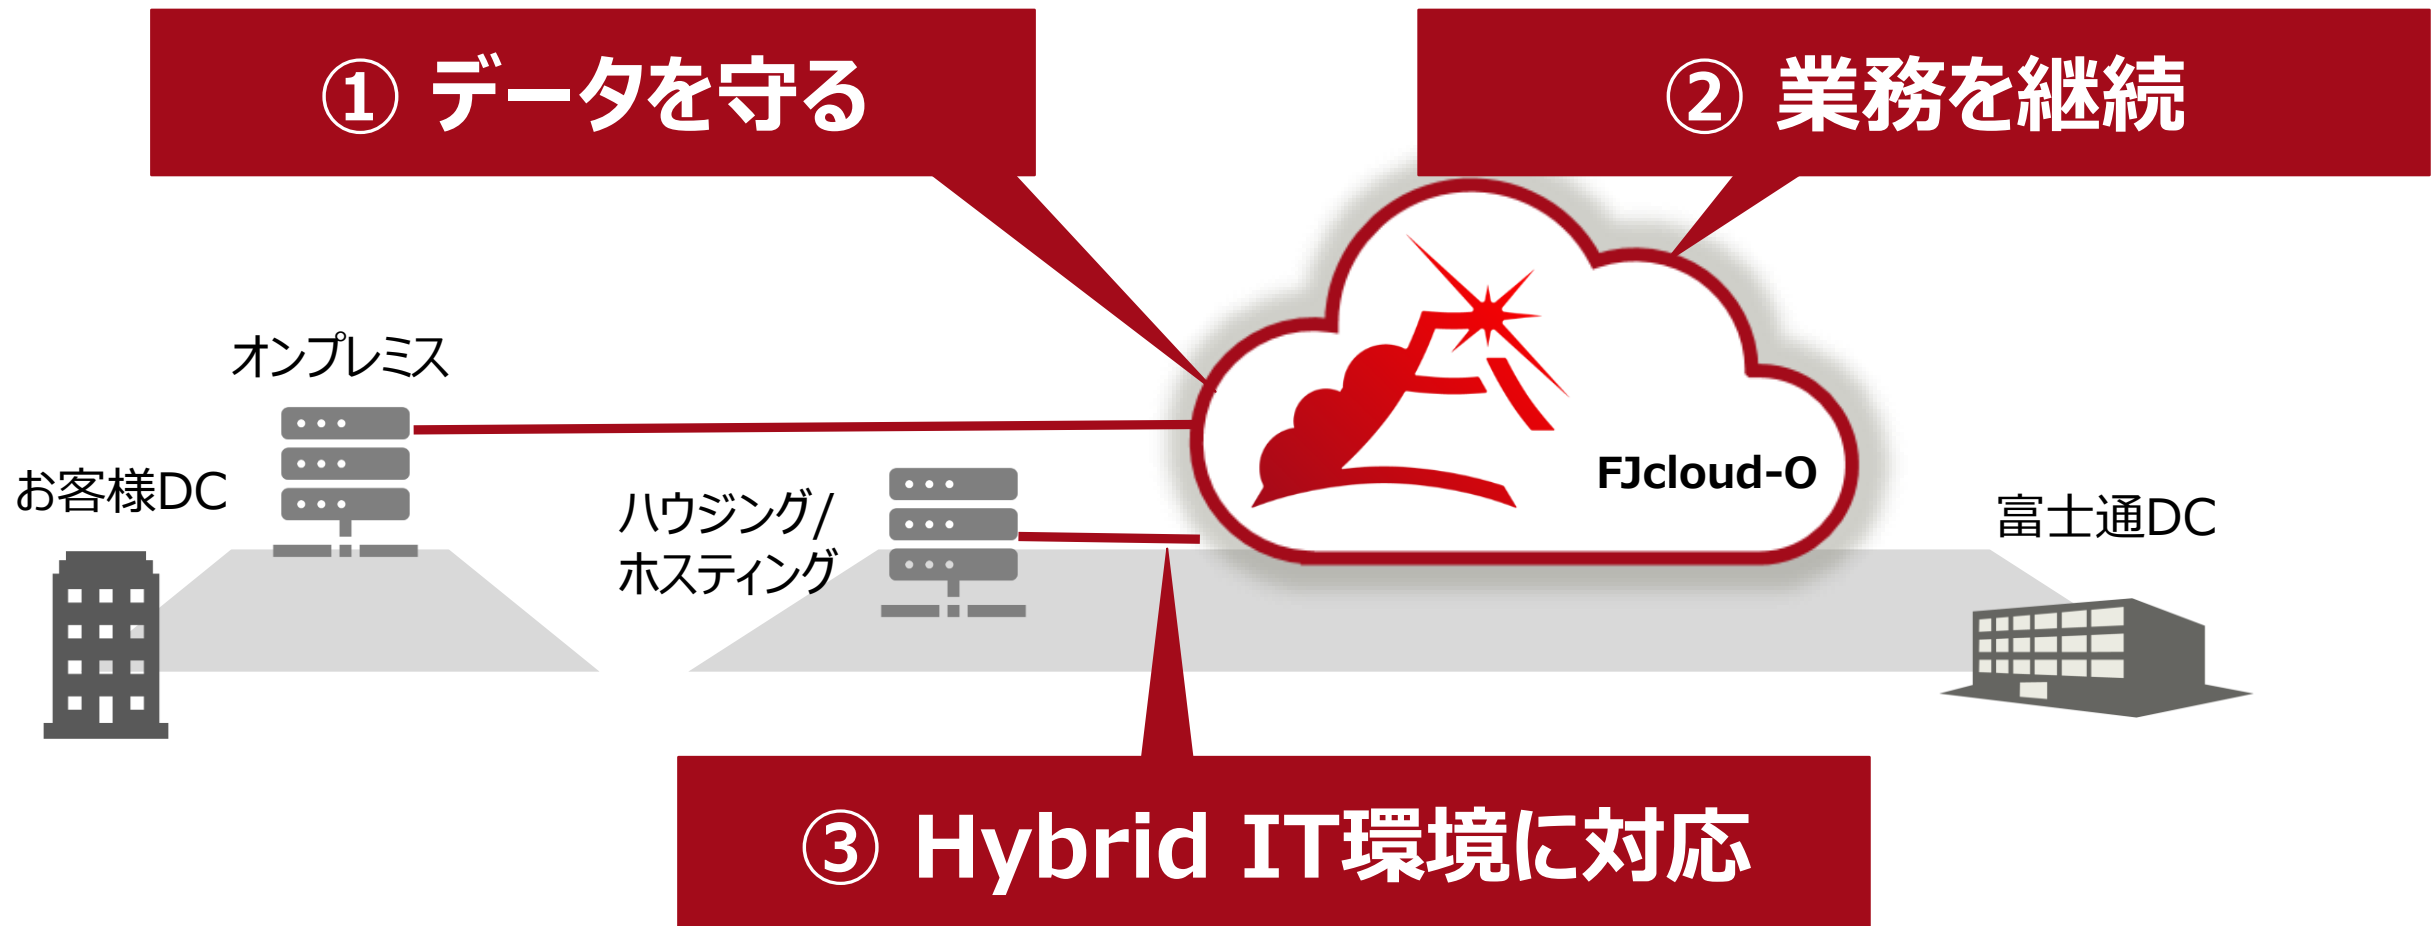 ① データを守る
② 業務を継続
オンプレミス
お客様DC
ハウジング/
ホスティング
FJcloud-O
富士通DC
③ Hybrid IT環境に対応